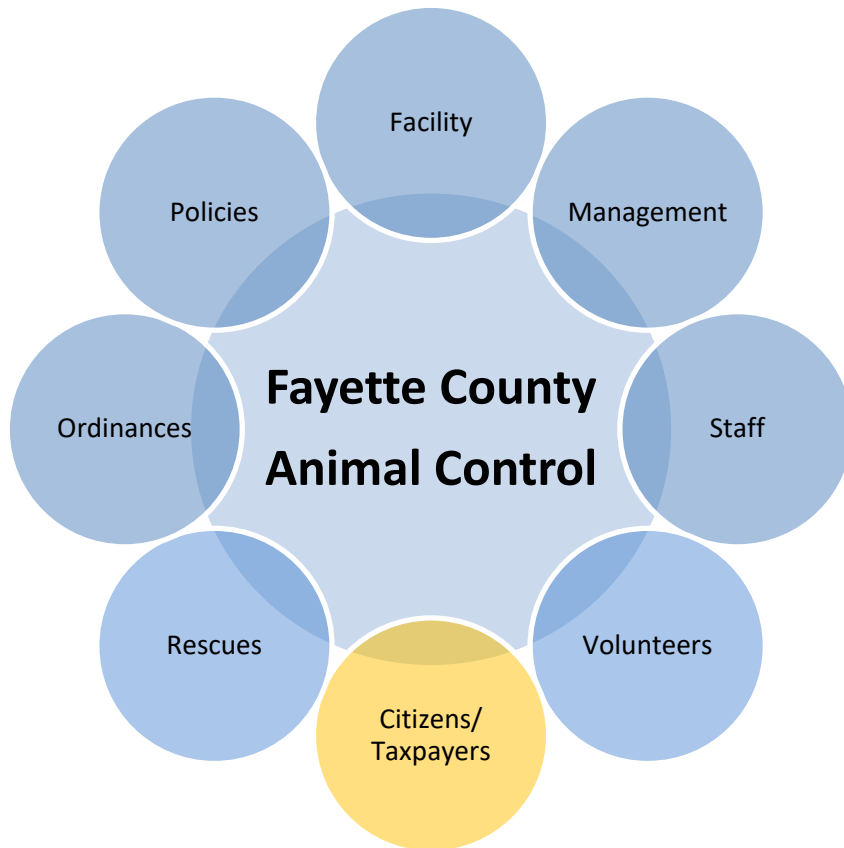 Facility
Policies
Management
Fayette County
Animal Control
Ordinances
Staff
Rescues
Volunteers
Citizens/
Taxpayers